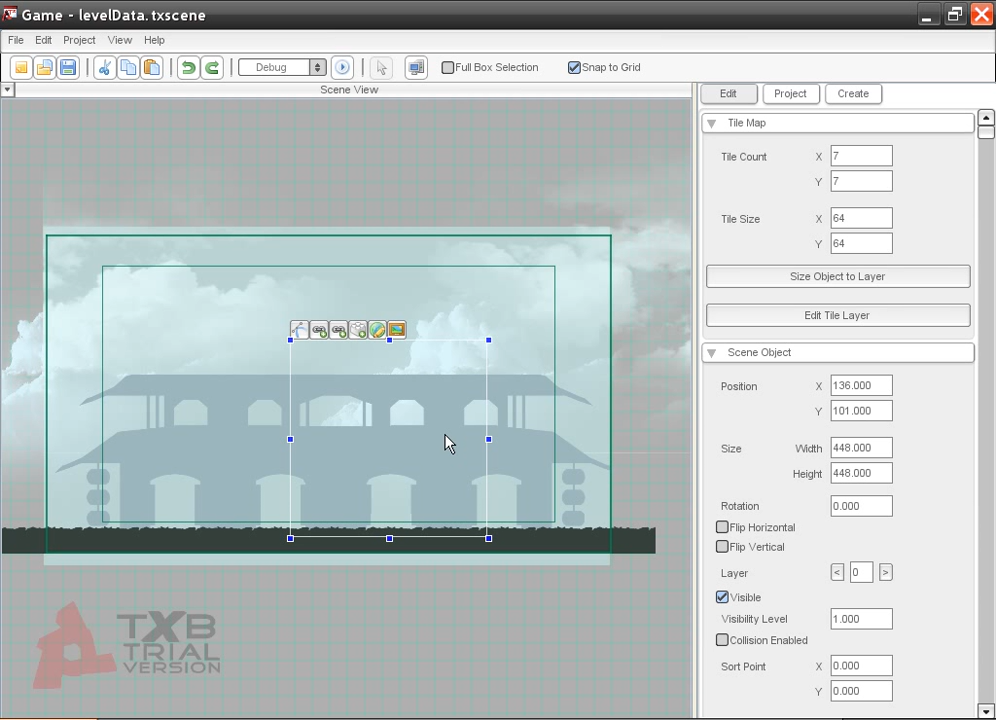 Game - levelData.txscene
File Edit Project View Help
Debug Full Box Selection Snap to Grid
Scene View
Edit Project Create
Tile Map
Tile Count X 7
Y 7
Tile Size X 64
Y 64
Size Object to Layer
Edit Tile Layer
Scene Object
Position X 136.000
Y 101.000
Size Width 448.000
Height 448.000
Rotation 0.000
Flip Horizontal
Flip Vertical
Layer < 0 >
Visible
Visibility Level 1.000
Collision Enabled
Sort Point X 0.000
Y 0.000
TXB
TRIAL
VERSION